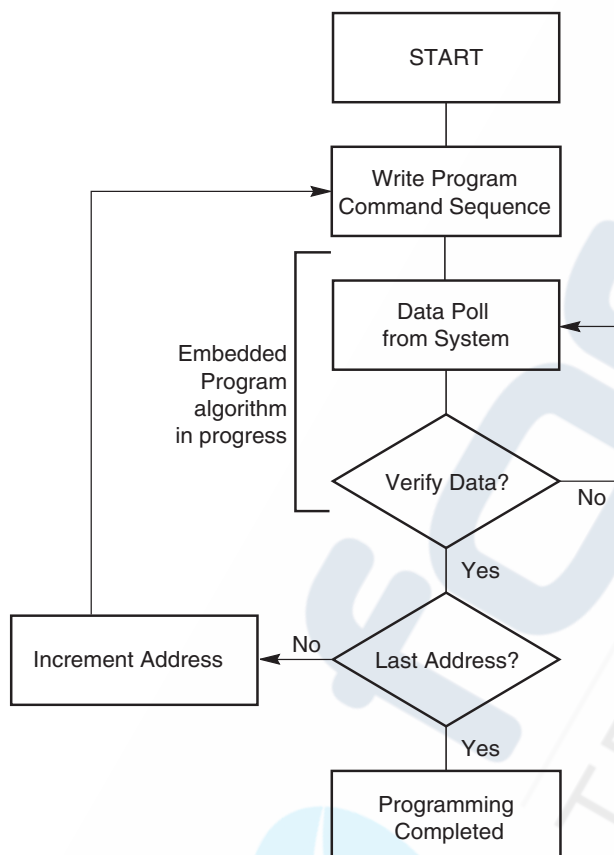 START
Write Program
Command Sequence
Data Poll
from System
Embedded
Program
algorithm
in progress
Verify Data?
No
Yes
No
Increment Address
Last Address?
Yes
Programming
Completed